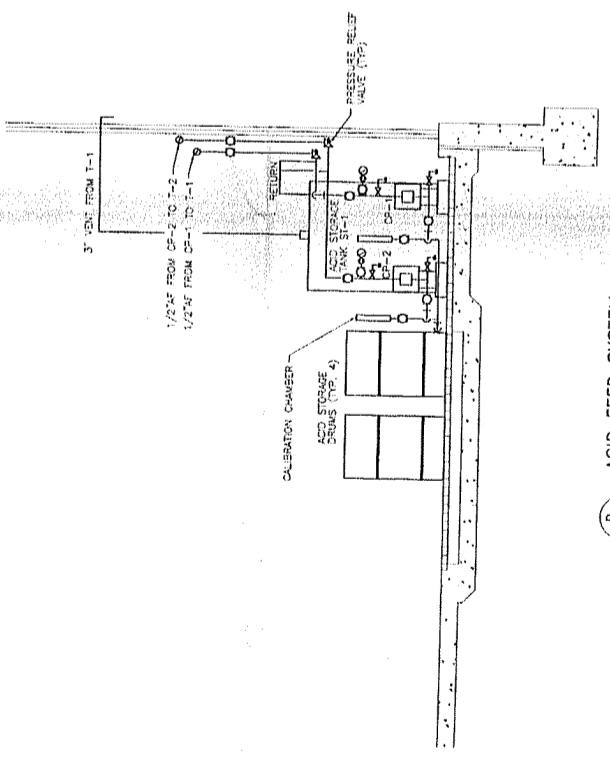 3" VENT FROM T-1
1/2"AF FROM CP-2 TO T-2
1/2"AF FROM CP-1 TO T-1
PRESSURE RELIEF
VALVE (TYP)
RETURN
ACID STORAGE
TANK ST-1
CP-1
CP-2
CALIBRATION CHAMBER
ACID STORAGE
DRUMS (TYP. 4)
ACID FEED